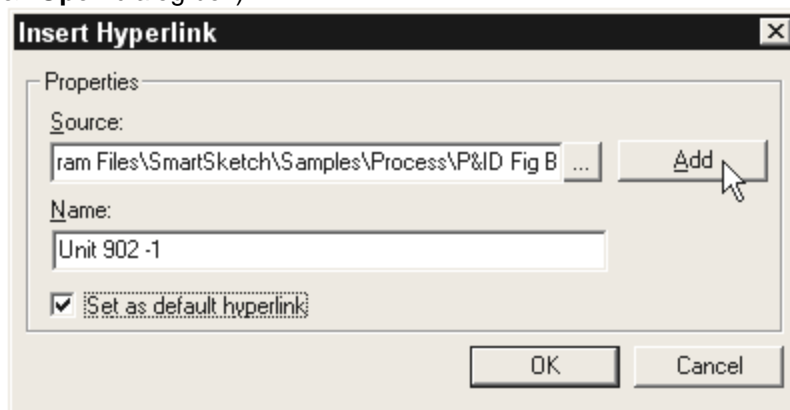 Insert Hyperlink
Properties
Source:
ram Files\SmartSketch\Samples\Process\P&ID Fig B ... Add
Name:
Unit 902 -1
Set as default hyperlink
OK Cancel